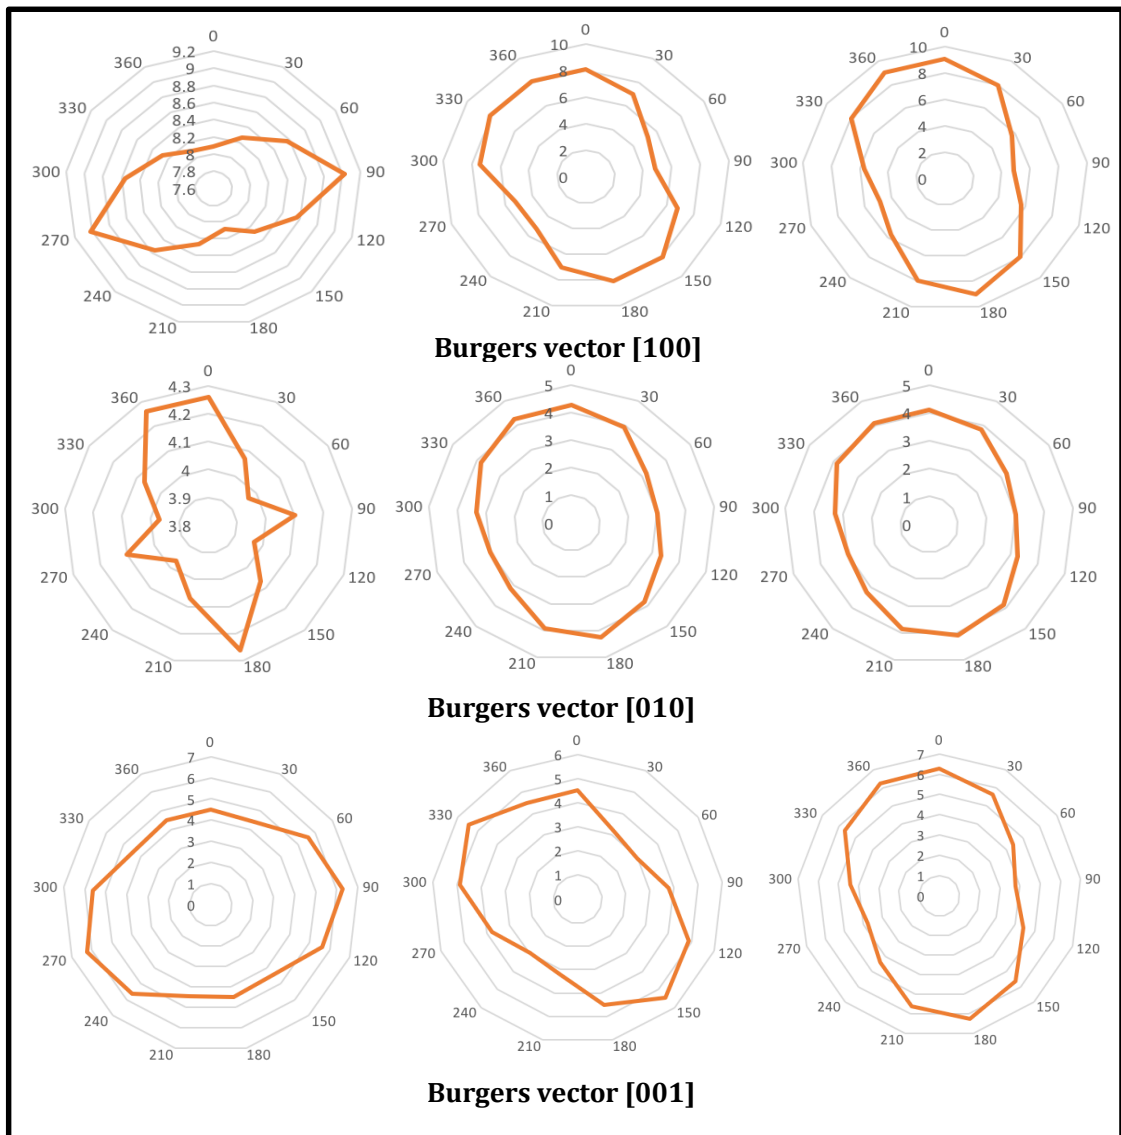 0 0 0
9.2 360 30 10 360 30 10 360 30
9
8.8 8 8
8.6 330 60 330 60 330 60
8.4 6 6
8.2 4 4
8 300 90 2 300 90 2 300 90
7.8 0 0
7.6
270 120 270 120 270 120
240 150 240 150 240 150
210 180 210 180 210 180
Burgers vector [100]
0 0 0
4.3 360 30 5 360 30 5 360 30
4.2 330 60 4 330 60 4 330 60
4.1 3 3
4 2 2
3.9 300 90 1 300 90 1 300 90
3.8 0 0
270 120 270 120 270 120
240 150 240 150 240 150
210 180 210 180 210 180
Burgers vector [010]
0 0 0
7 360 30 6 360 30 7 360 30
6 5 6
5 330 60 4 330 60 5 330 60
4 3 4
3 2 3
2 300 90 1 300 90 2 300 90
1 0 1
0 0
270 120 270 120 270 120
240 150 240 150 240 150
210 180 210 180 210 180
Burgers vector [001]